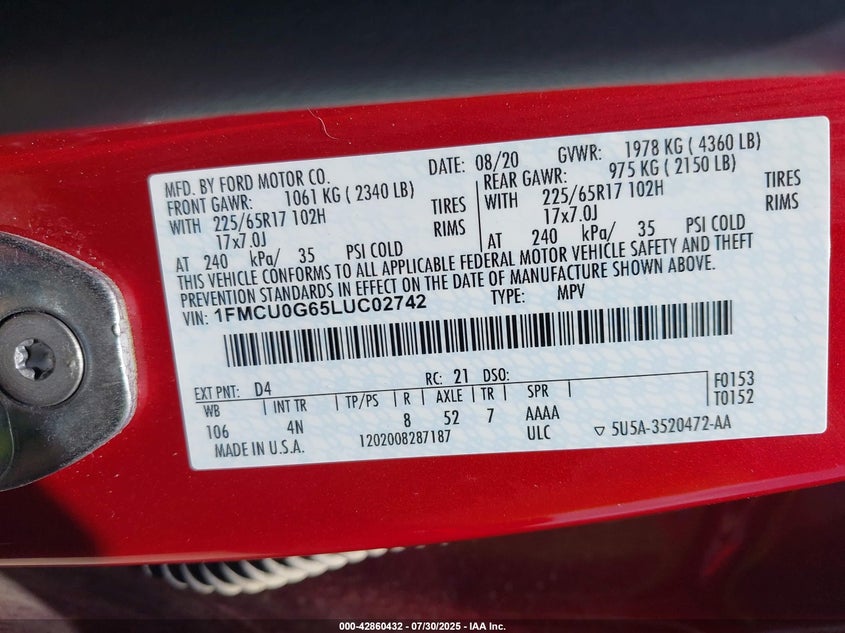 MFD. BY FORD MOTOR CO. DATE: 08/20 GVWR: 1978 KG ( 4360 LB)
FRONT GAWR: 1061 KG ( 2340 LB) REAR GAWR: 975 KG ( 2150 LB)
WITH 225/65R17 102H TIRES WITH 225/65R17 102H TIRES
17x7.0J RIMS 17x7.0J RIMS
AT 240 kPa/ 35 PSI COLD AT 240 kPa/ 35 PSI COLD
THIS VEHICLE CONFORMS TO ALL APPLICABLE FEDERAL MOTOR VEHICLE SAFETY AND THEFT
PREVENTION STANDARDS IN EFFECT ON THE DATE OF MANUFACTURE SHOWN ABOVE.
VIN: 1FMCU0G65LUC02742 TYPE: MPV
EXT PNT: D4 RC: 21 DSO: F0153
WB INT TR TP/PS R AXLE TR SPR T0152
106 4N 8 52 7 AAAA
MADE IN U.S.A. 1202008287187 ULC ▽ 5U5A-3520472-AA
000-42860432 - 07/30/2025 - IAA Inc.